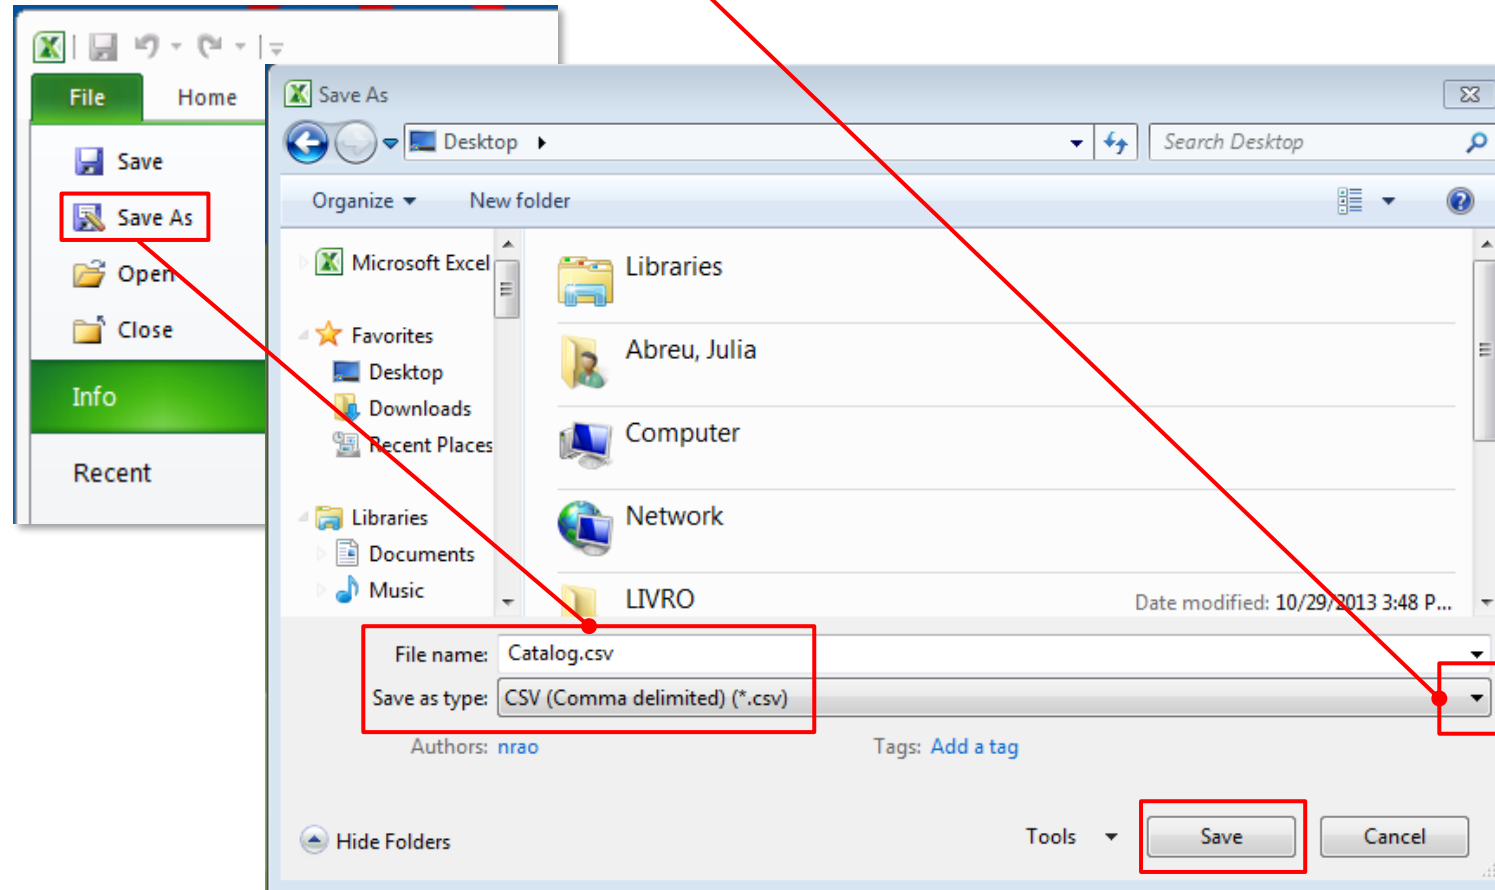 File Home
Save
Save As
Open
Close
Info
Recent
Save As
Desktop
Search Desktop
Organize New folder
Microsoft Excel
Favorites
Desktop
Downloads
Recent Places
Libraries
Documents
Music
Libraries
Abreu, Julia
Computer
Network
LIVRO Date modified: 10/29/2013 3:48 P...
File name: Catalog.csv
Save as type: CSV (Comma delimited) (*.csv)
Authors: nrao Tags: Add a tag
Hide Folders Tools Save Cancel